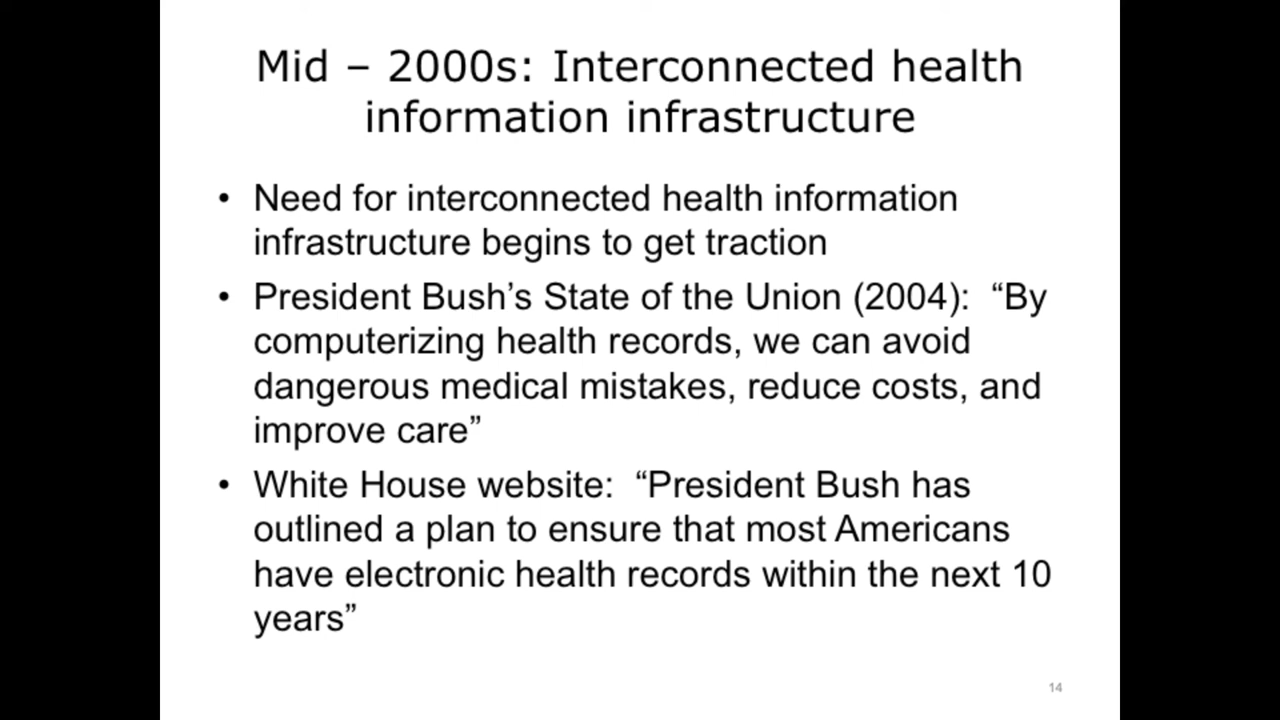 Mid – 2000s: Interconnected health
information infrastructure
• Need for interconnected health information
infrastructure begins to get traction
• President Bush’s State of the Union (2004):  “By
computerizing health records, we can avoid
dangerous medical mistakes, reduce costs, and
improve care”
• White House website:  “President Bush has
outlined a plan to ensure that most Americans
have electronic health records within the next 10
years”
14